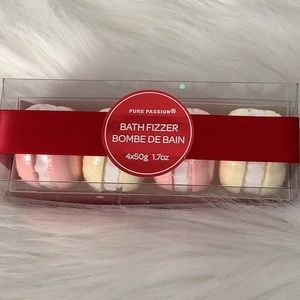 PURE PASSION®
BATH FIZZER
BOMBE DE BAIN
4x50g 1.7oz